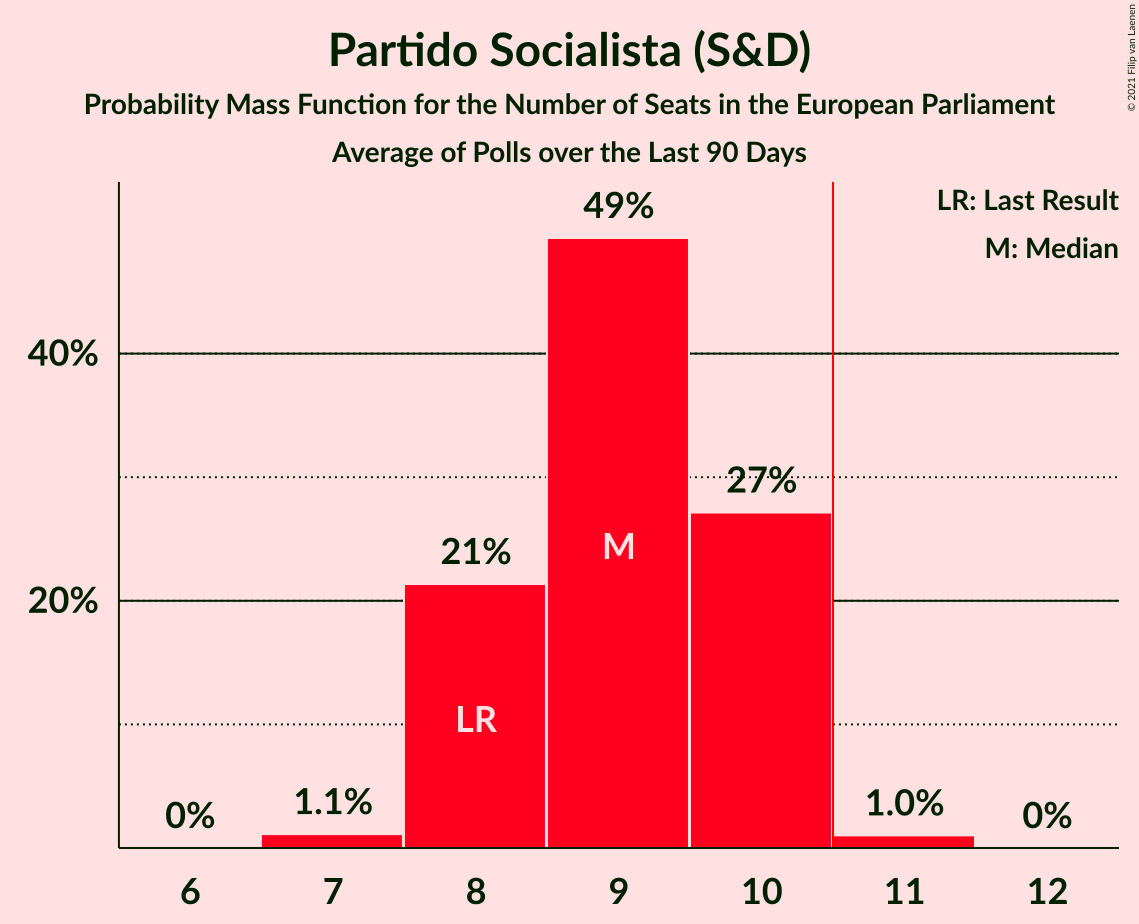 Partido Socialista (S&D)
Probability Mass Function for the Number of Seats in the European Parliament
Average of Polls over the Last 90 Days
© 2021 Filip van Laenen
LR: Last Result
M: Median
49%
40%
27%
21%
M
20%
LR
0%
1.1%
1.0%
0%
6 7 8 9 10 11 12